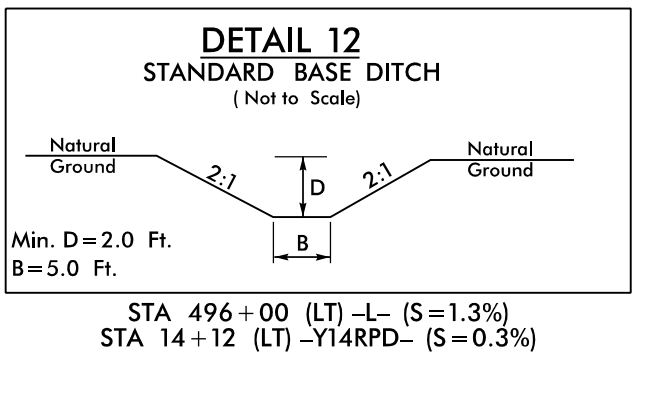 DETAIL 12
STANDARD BASE DITCH
( Not to Scale)
Natural
Ground
2:1
D
2:1
Natural
Ground
Min. D=2.0 Ft.
B
B=5.0 Ft.
STA 496+00 (LT) -L- (S=1.3%)
STA 14+12 (LT) -Y14RPD- (S=0.3%)